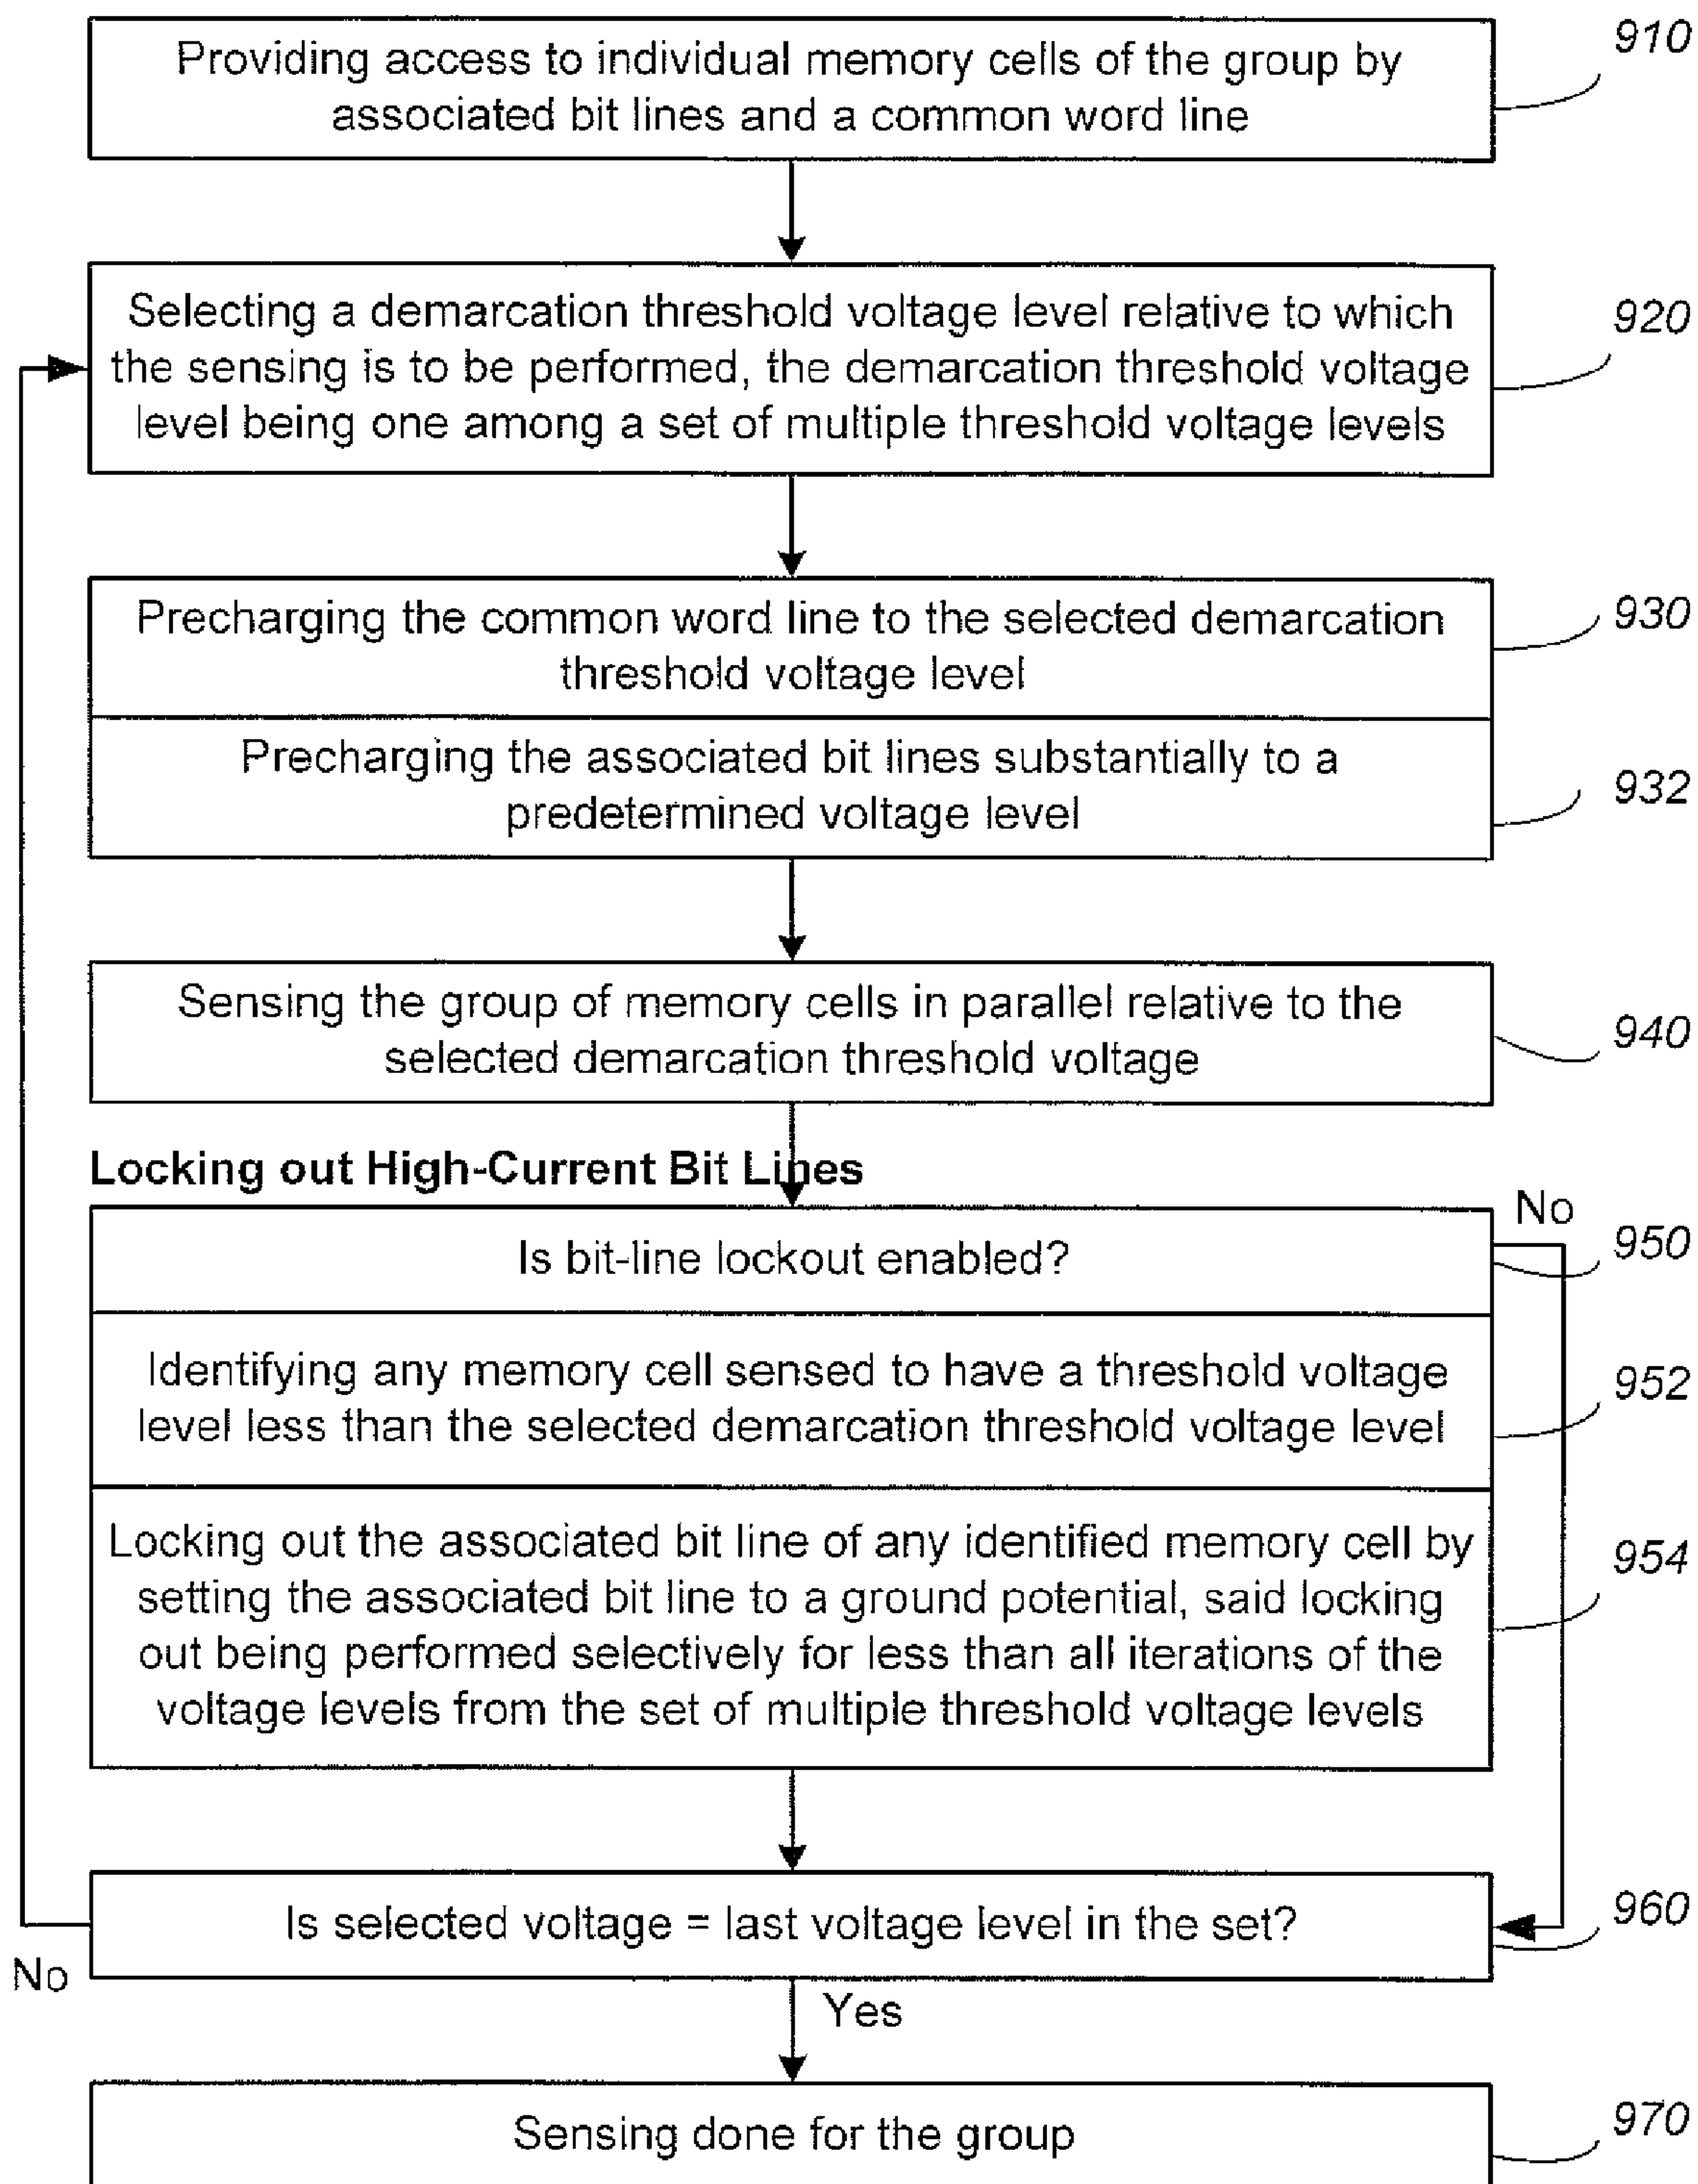 910
Providing access to individual memory cells of the group by
associated bit lines and a common word line
Selecting a demarcation threshold voltage level relative to which
the sensing is to be performed, the demarcation threshold voltage
level being one among a set of multiple threshold voltage levels
920
Precharging the common word line to the selected demarcation
threshold voltage level
930
Precharging the associated bit lines substantially to a
predetermined voltage level
932
Sensing the group of memory cells in parallel relative to the
selected demarcation threshold voltage
940
Locking out High-Current Bit Lines
No
Is bit-line lockout enabled?
950
Identifying any memory cell sensed to have a threshold voltage
level less than the selected demarcation threshold voltage level
952
Locking out the associated bit line of any identified memory cell by
setting the associated bit line to a ground potential, said locking
out being performed selectively for less than all iterations of the
voltage levels from the set of multiple threshold voltage levels
954
Is selected voltage = last voltage level in the set?
960
No
Yes
Sensing done for the group
970